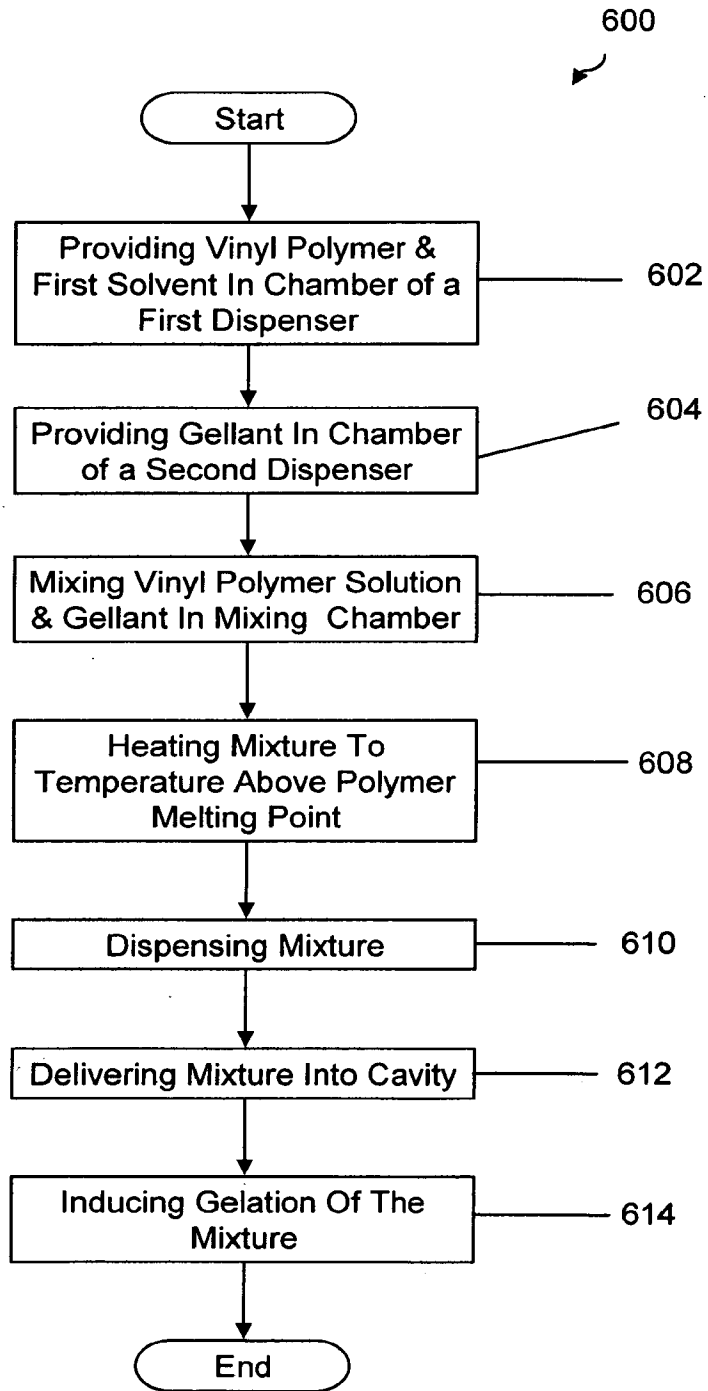 600
Start
Providing Vinyl Polymer &
First Solvent In Chamber of a
First Dispenser
602
Providing Gellant In Chamber
of a Second Dispenser
604
Mixing Vinyl Polymer Solution
& Gellant In Mixing Chamber
606
Heating Mixture To
Temperature Above Polymer
Melting Point
608
Dispensing Mixture
610
Delivering Mixture Into Cavity
612
Inducing Gelation Of The
Mixture
614
End